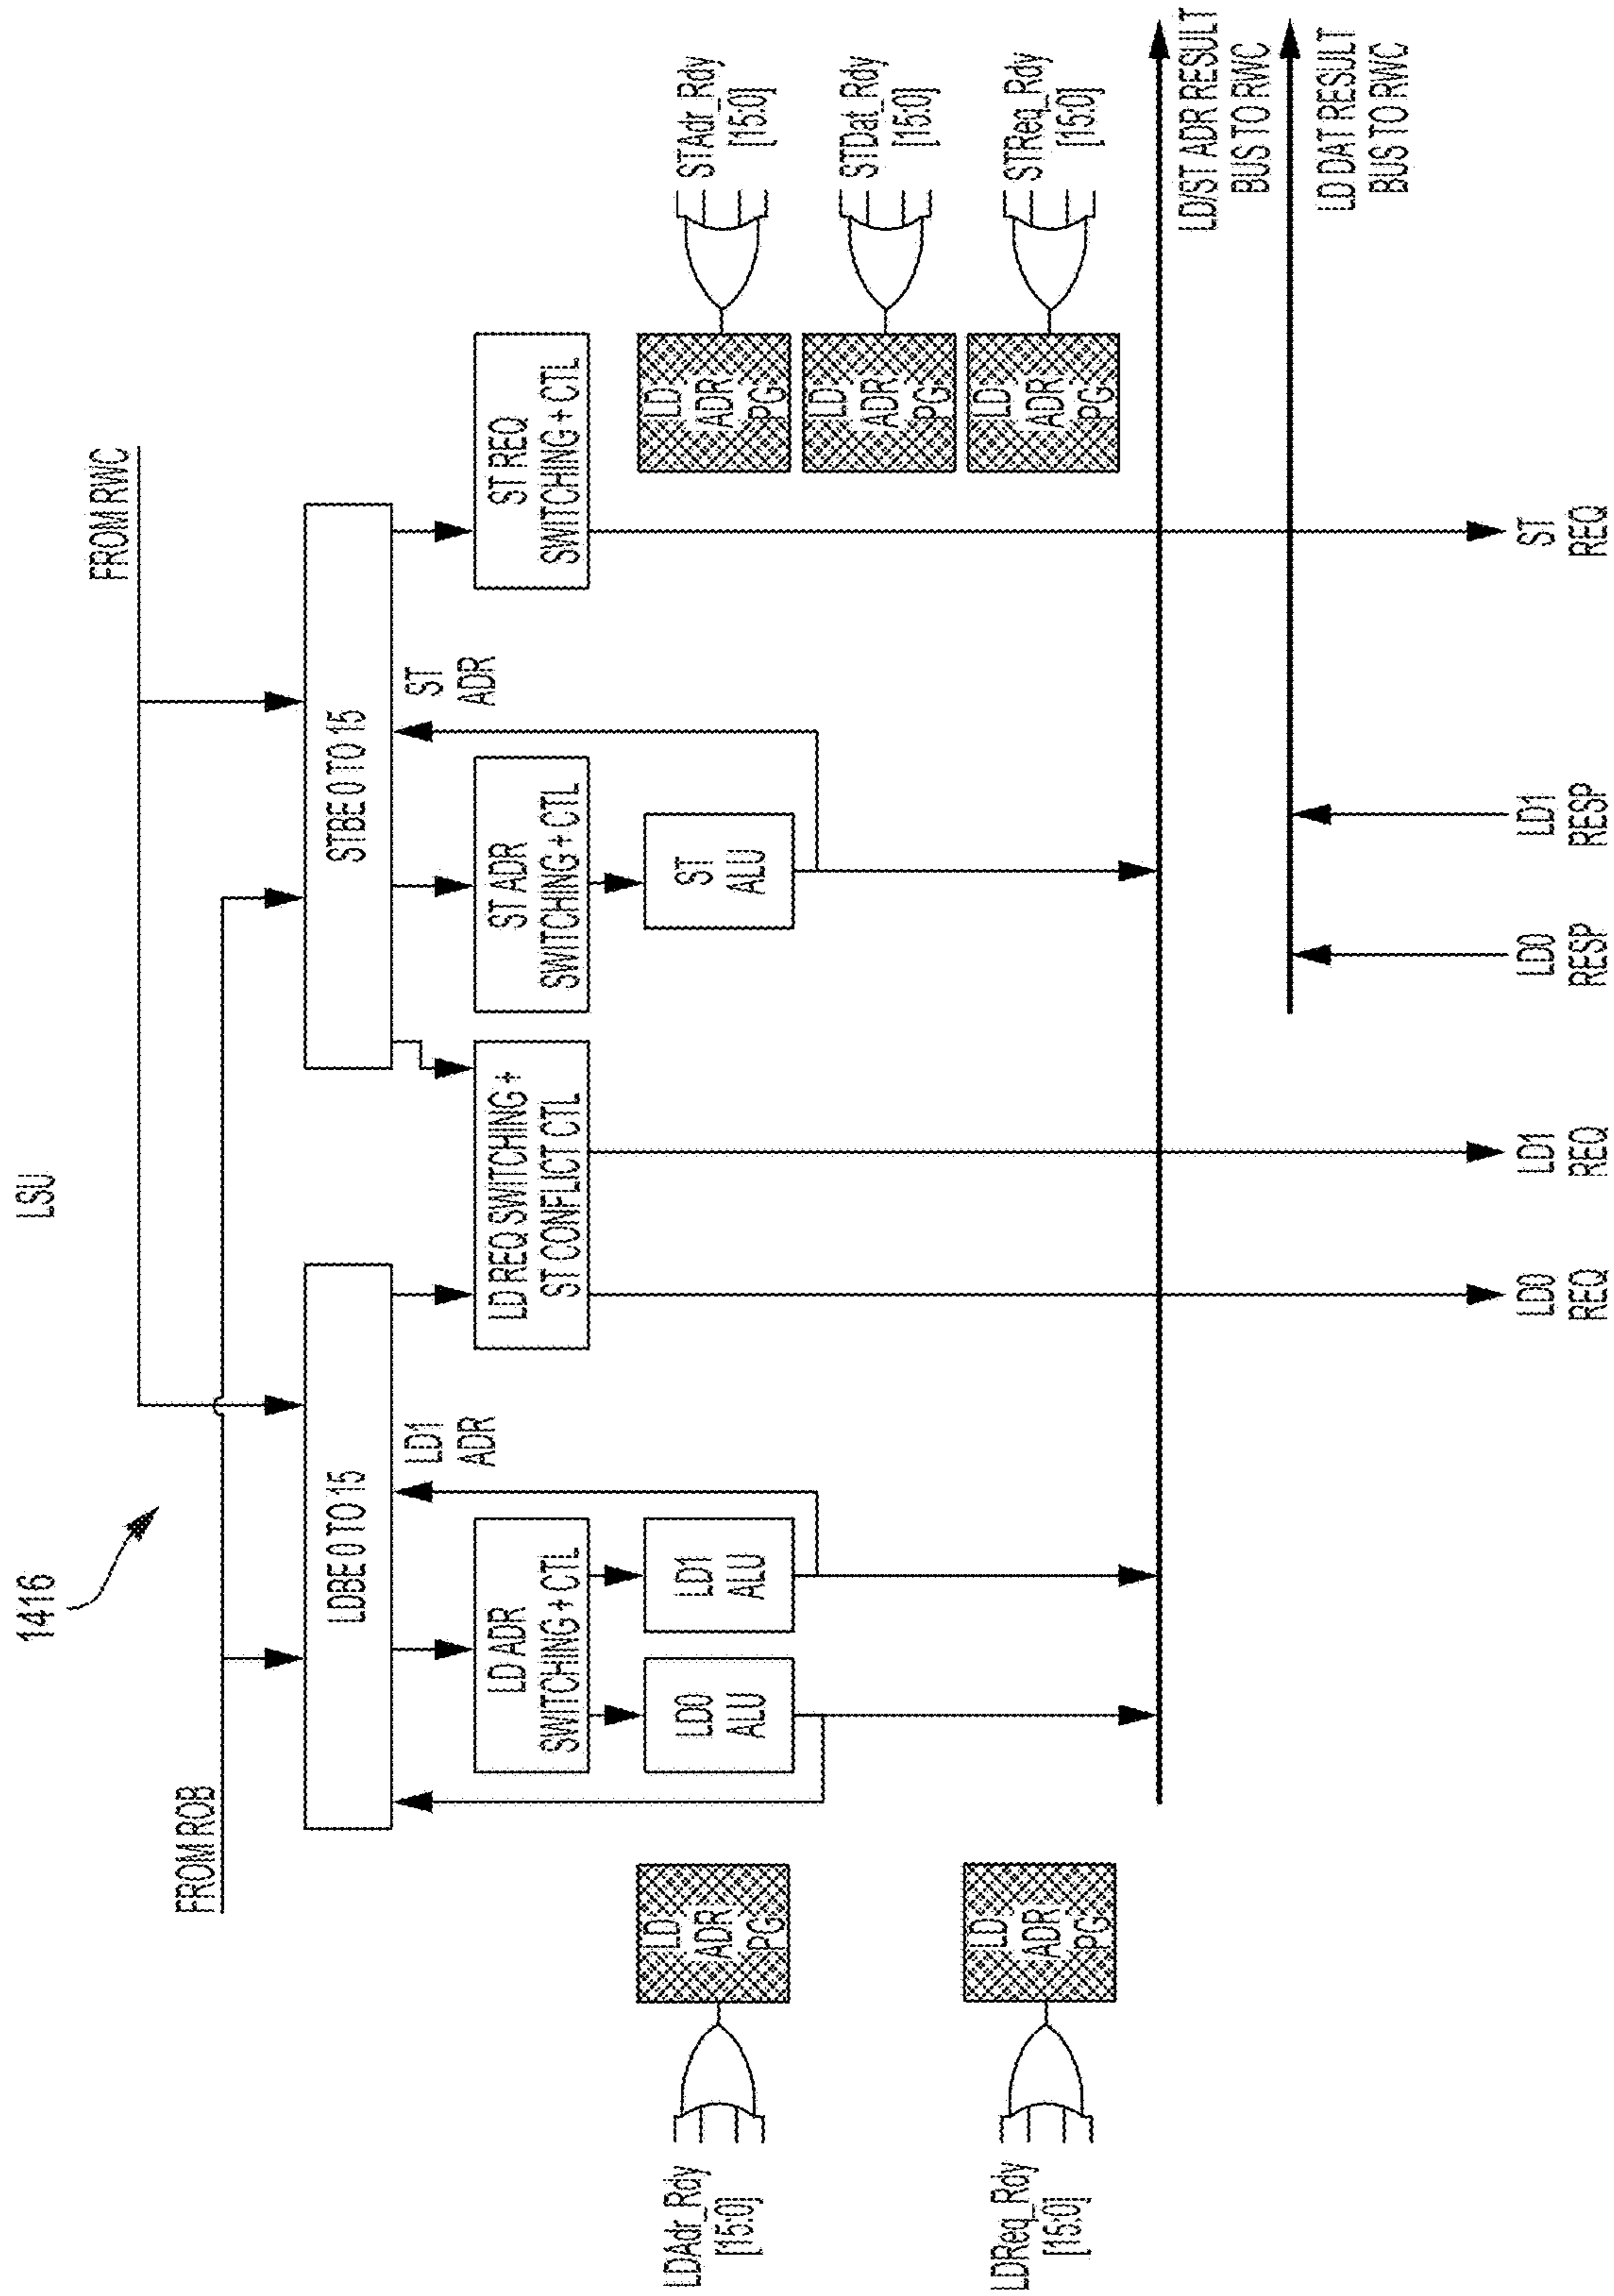 LSU
1416
FROM RWC
FROM ROB
LDBE 0 TO 15
STBE 0 TO 15
LD1
ADR
ST
ADR
LD ADR
SWITCHING + CTL
LD REQ SWITCHING +
ST CONFLICT CTL
ST ADR
SWITCHING + CTL
ST REQ
SWITCHING + CTL
LD0
ALU
LD1
ALU
ST
ALU
LDAdr_Rdy
[15:0]
LD
ADR
PG
LD
ADR
PG
STAdr_Rdy
[15:0]
LD
ADR
PG
STDat_Rdy
[15:0]
LDReq_Rdy
[15:0]
LD
ADR
PG
LD
ADR
PG
STReq_Rdy
[15:0]
LD/ST ADR RESULT
BUS TO RWC
LD DAT RESULT
BUS TO RWC
LD0
REQ
LD1
REQ
LD0
RESP
LD1
RESP
ST
REQ